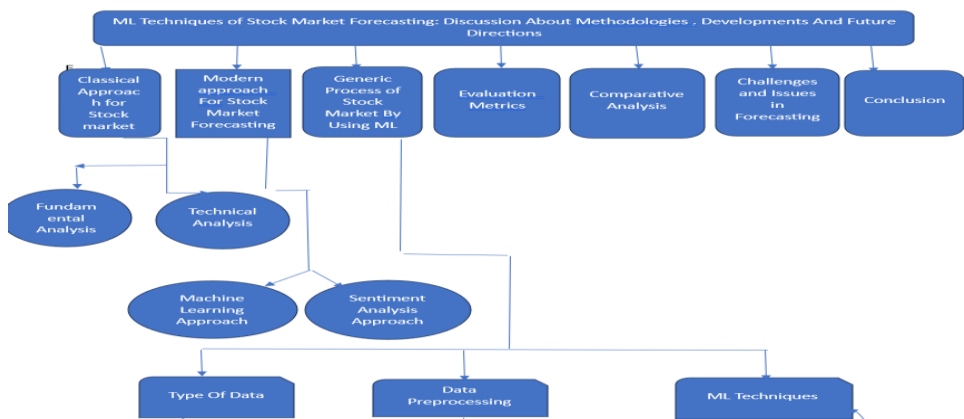 ML Techniques of Stock Market Forecasting: Discussion About Methodologies , Developments And Future
Directions
F
Classical
Approac
h for
Stock
market
Modern
approach
For Stock
Market
Forecasting
Generic
Process of
Stock
Market By
Using ML
Evaluation
Metrics
Comparative
Analysis
Challenges
and Issues
in
Forecasting
Conclusion
Fundam
ental
Analysis
Technical
Analysis
Machine
Learning
Approach
Sentiment
Analysis
Approach
Type Of Data
Data
Preprocessing
ML Techniques